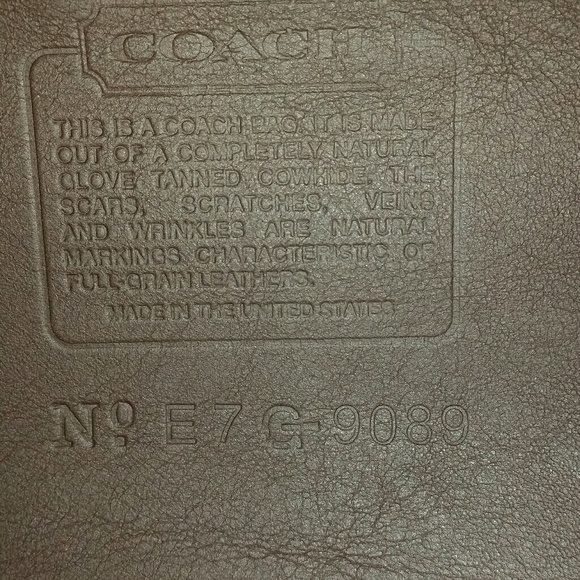 COACH
THIS IS A COACH BAG. IT IS MADE
OUT OF A COMPLETELY NATURAL
GLOVE TANNED COWHIDE, THE
SCARS, SCRATCHES, VEINS
AND WRINKLES ARE NATURAL
MARKINGS CHARACTERISTIC OF
FULL-GRAIN LEATHERS.
MADE IN THE UNITED STATES
Nº E7G-9089